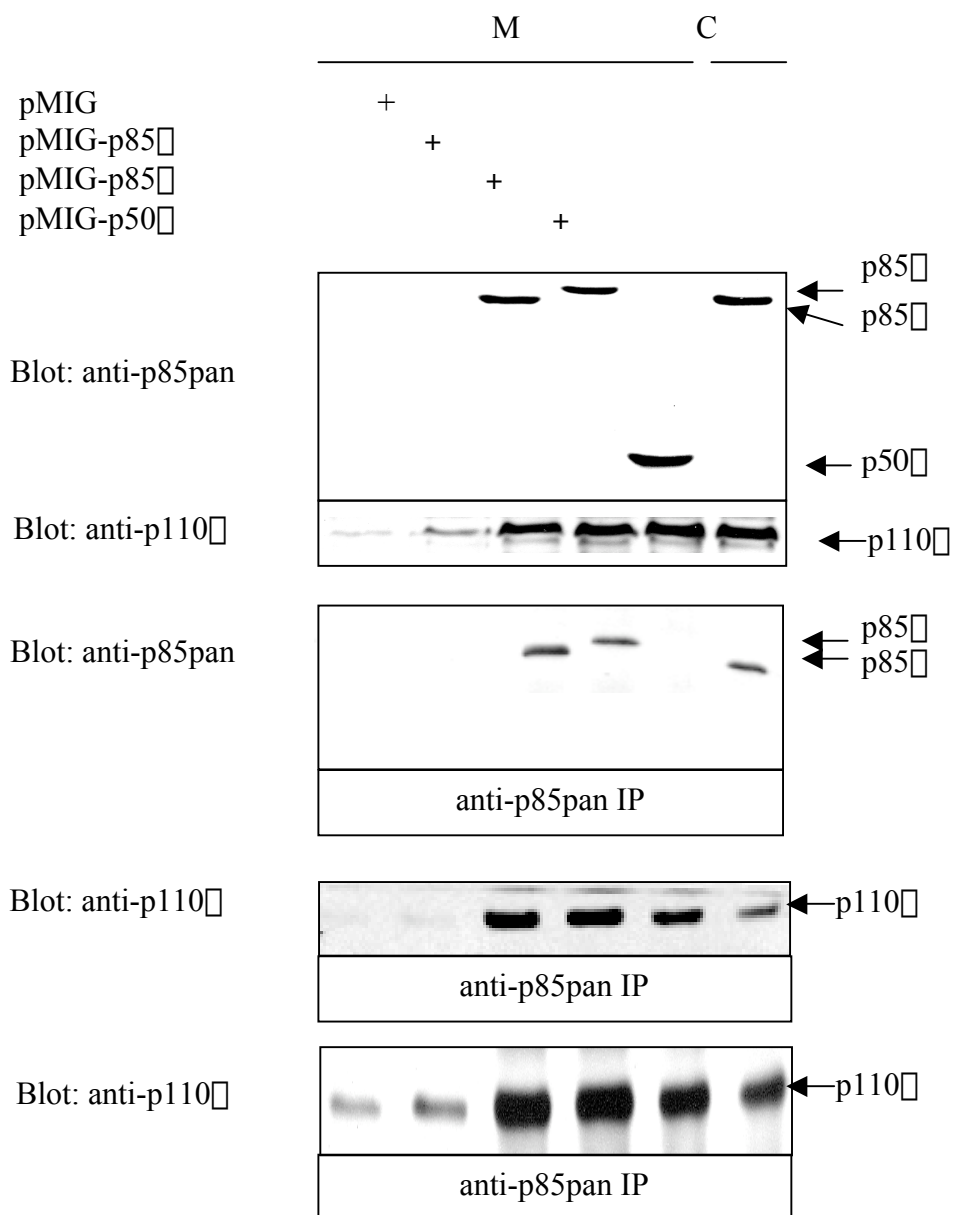 M C
pMIG +
pMIG-p85▯ +
pMIG-p85▯ +
pMIG-p50▯ +
p85▯
p85▯
Blot: anti-p85pan
p50▯
Blot: anti-p110▯
p110▯
p85▯
Blot: anti-p85pan
p85▯
anti-p85pan IP
Blot: anti-p110▯
p110▯
anti-p85pan IP
Blot: anti-p110▯
p110▯
anti-p85pan IP